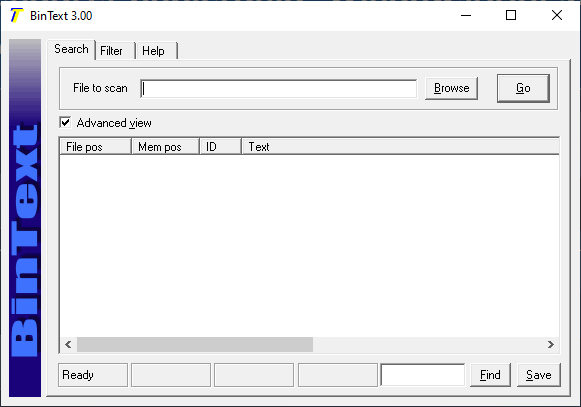 BinText 3.00
Search Filter Help
File to scan Browse Go
Advanced view
File pos Mem pos ID Text
BinText
Ready Find Save